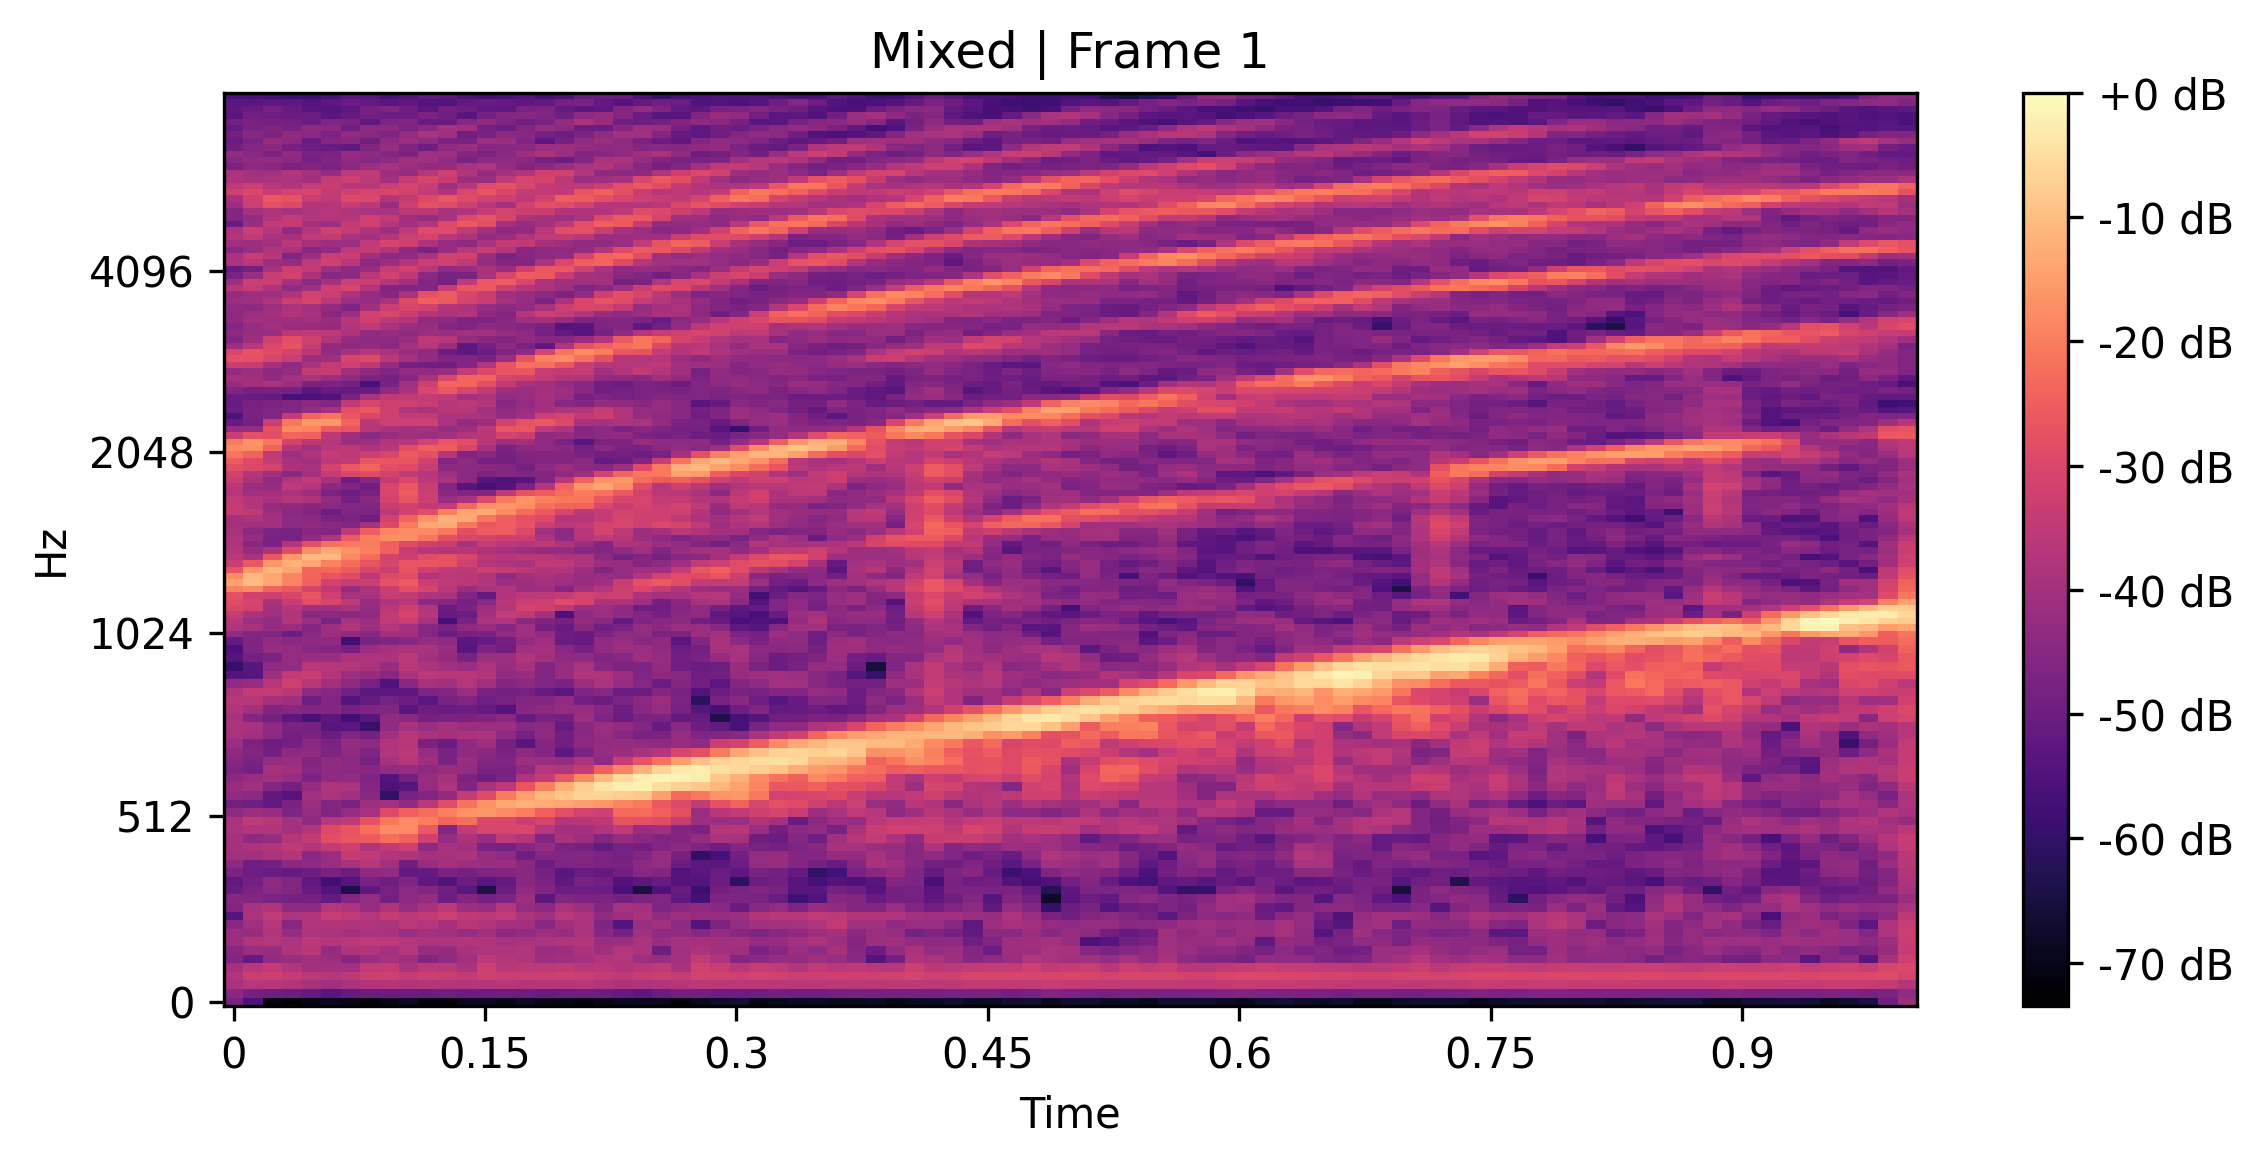 Mixed | Frame 1
Hz
4096
2048
1024
512
0
0 0.15 0.3 0.45 0.6 0.75 0.9
Time
+0 dB
-10 dB
-20 dB
-30 dB
-40 dB
-50 dB
-60 dB
-70 dB